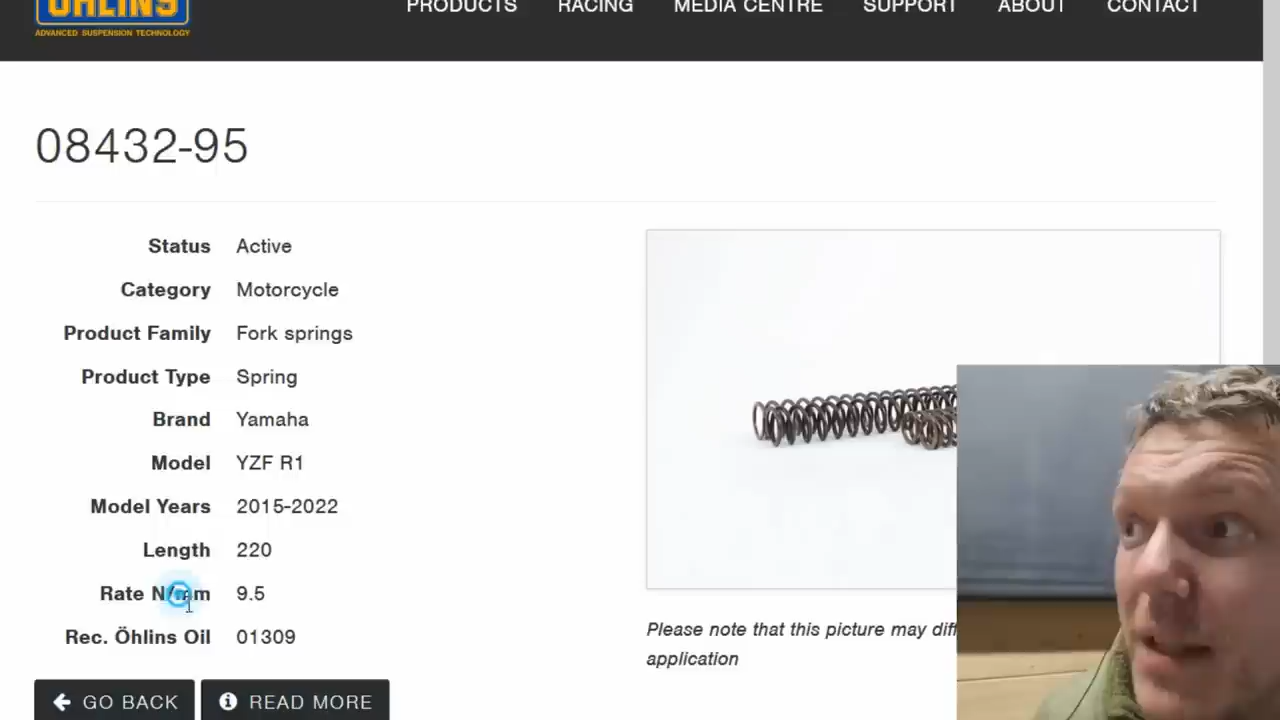 ÖHLINS
ADVANCED SUSPENSION TECHNOLOGY
PRODUCTS RACING MEDIA CENTRE SUPPORT ABOUT CONTACT
08432-95
Status Active
Category Motorcycle
Product Family Fork springs
Product Type Spring
Brand Yamaha
Model YZF R1
Model Years 2015-2022
Length 220
Rate N/mm 9.5
Rec. Öhlins Oil 01309
Please note that this picture may
application
GO BACK READ MORE